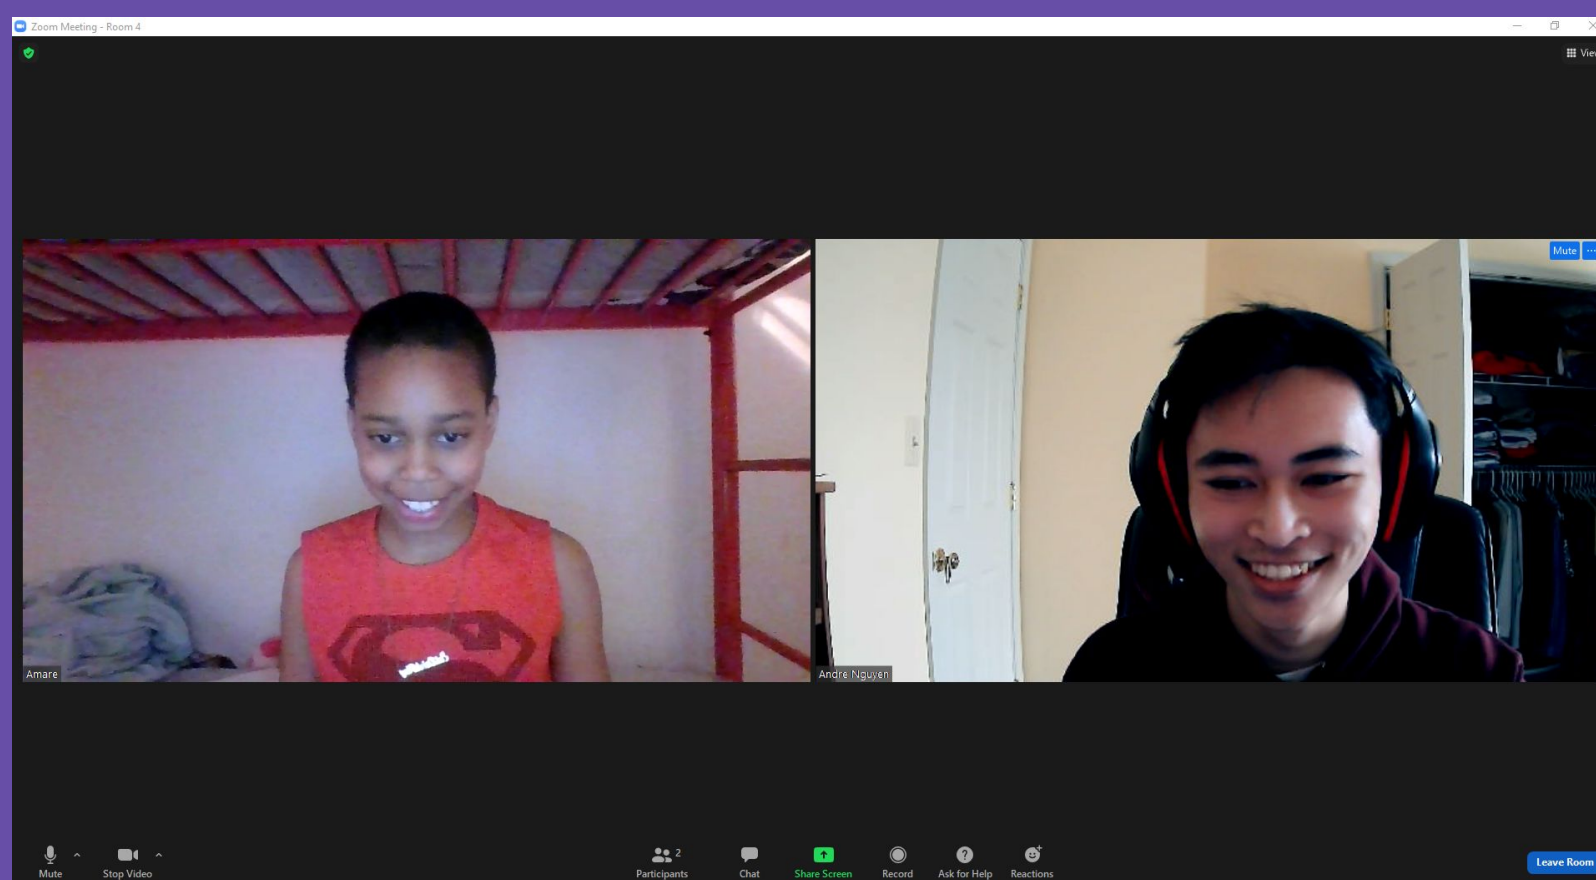 Zoom Meeting - Room 4
View
Mute
Amare
Andre Nguyen
2
Mute
Stop Video
Participants
Chat
Share Screen
Record
Ask for Help
Reactions
Leave Room